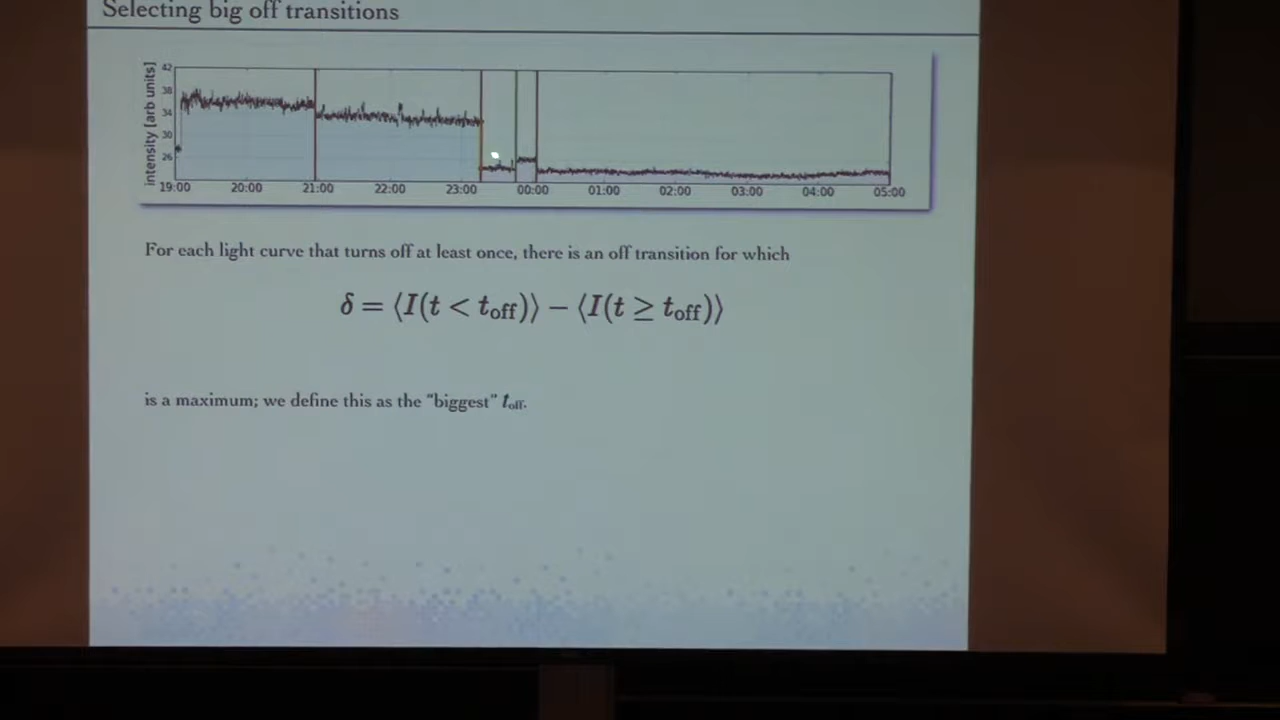 Selecting big off transitions
intensity [arb units]
42
38
34
30
26
19:00 20:00 21:00 22:00 23:00 00:00 01:00 02:00 03:00 04:00 05:00
For each light curve that turns off at least once, there is an off transition for which
δ = ⟨I(t < t_off)⟩ − ⟨I(t ≥ t_off)⟩
is a maximum; we define this as the "biggest" t_off.